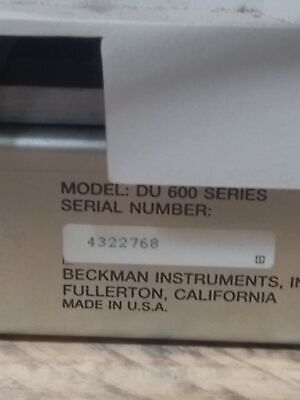 MODEL: DU 600 SERIES
SERIAL NUMBER:
4322768
BECKMAN INSTRUMENTS,
FULLERTON, CALIFORNIA
MADE IN U.S.A.